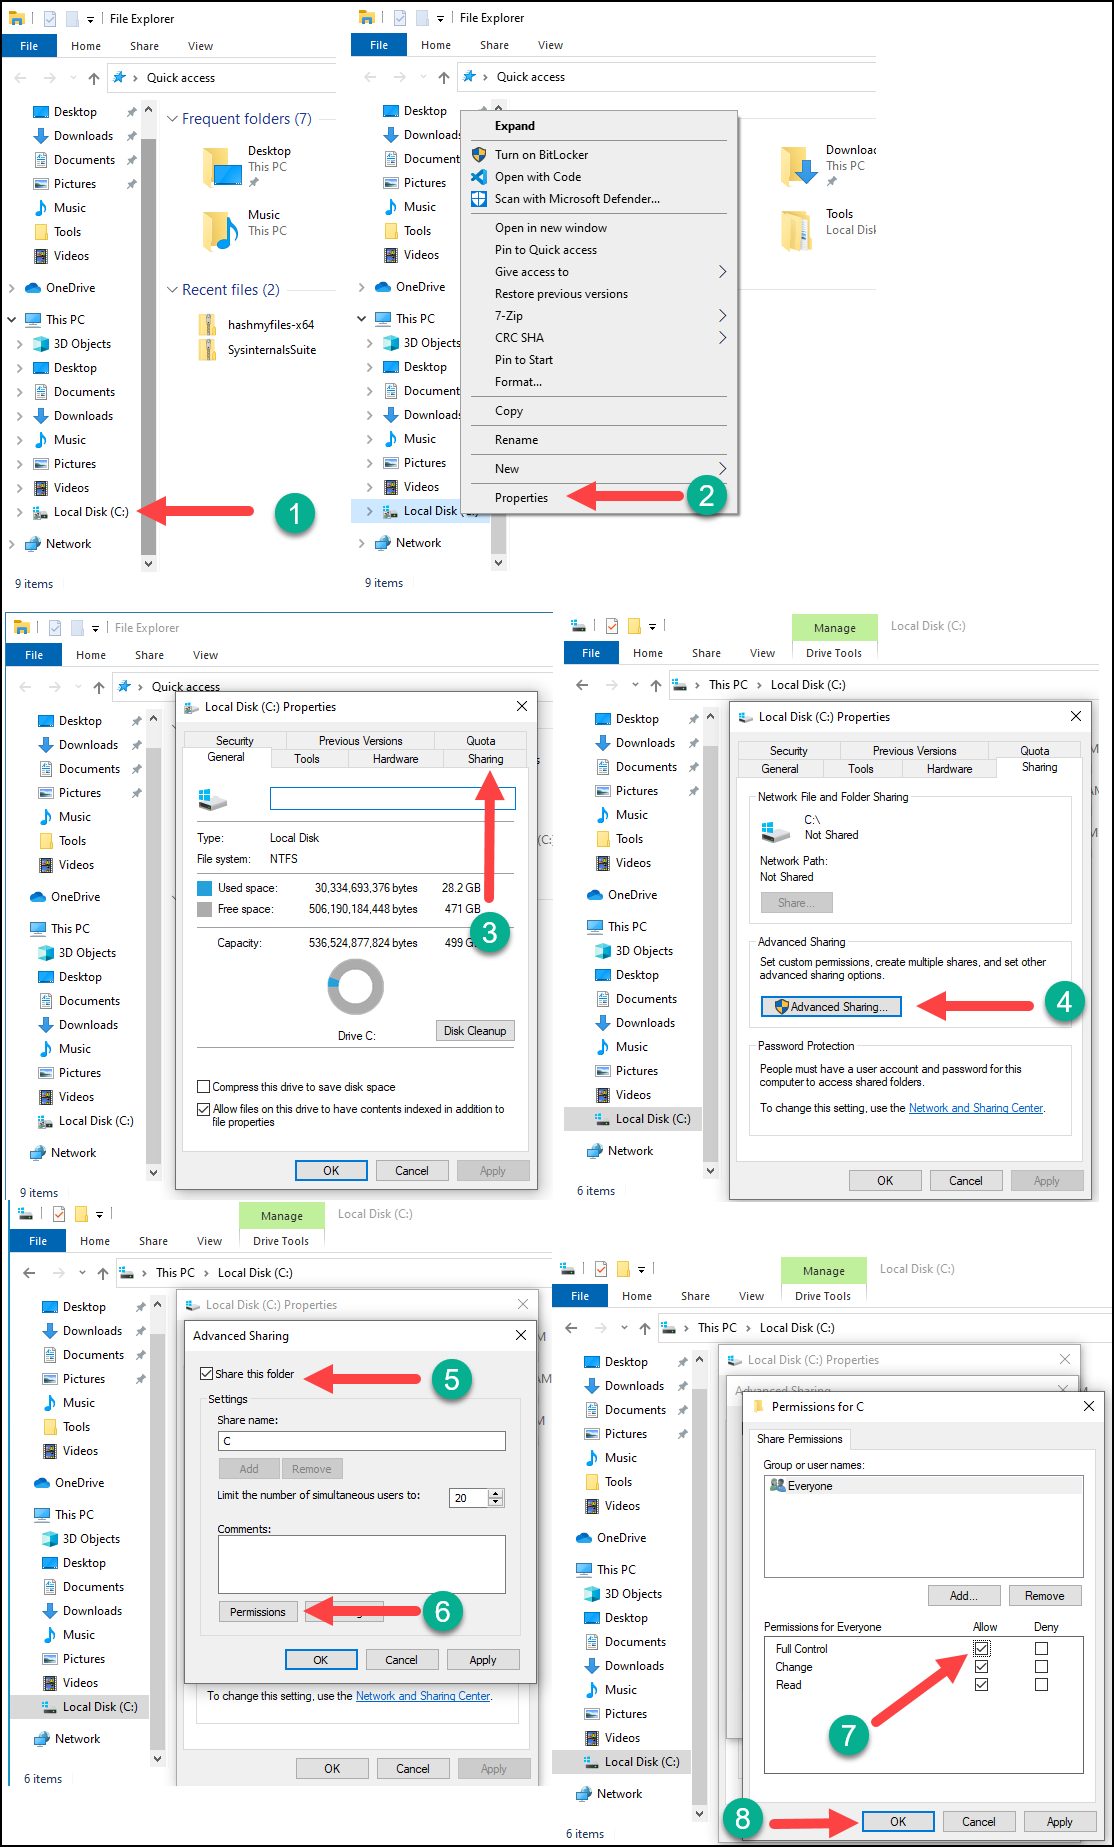 File Explorer
File Home Share View
Quick access
Desktop
Downloads
Documents
Pictures
Music
Tools
Videos
OneDrive
This PC
3D Objects
Desktop
Documents
Downloads
Music
Pictures
Videos
Local Disk (C:)
Network
9 items
Frequent folders (7)
Desktop
This PC
Music
This PC
Recent files (2)
hashmyfiles-x64
SysinternalsSuite
1
File Explorer
File Home Share View
Quick access
Desktop
Downloads
Document
Pictures
Music
Tools
Videos
OneDrive
This PC
3D Objects
Desktop
Document
Downloads
Music
Pictures
Videos
Local Disk (
Network
9 items
Expand
Turn on BitLocker
Open with Code
Scan with Microsoft Defender...
Open in new window
Pin to Quick access
Give access to
Restore previous versions
7-Zip
CRC SHA
Pin to Start
Format...
Copy
Rename
New
Properties
2
Download
This PC
Tools
Local Disk
File Explorer
File Home Share View
Quick access
Desktop
Downloads
Documents
Pictures
Music
Tools
Videos
OneDrive
This PC
3D Objects
Desktop
Documents
Downloads
Music
Pictures
Videos
Local Disk (C:)
Network
9 items
Local Disk (C:) Properties
Security Previous Versions Quota
General Tools Hardware Sharing
Type: Local Disk
File system: NTFS
Used space: 30,334,693,376 bytes 28.2 GB
Free space: 506,190,184,448 bytes 471 GB
3
Capacity: 536,524,877,824 bytes 499 G
Drive C:
Disk Cleanup
Compress this drive to save disk space
Allow files on this drive to have contents indexed in addition to
file properties
OK Cancel Apply
Manage Local Disk (C:)
File Home Share View Drive Tools
This PC Local Disk (C:)
Desktop
Downloads
Documents
Pictures
Music
Tools
Videos
OneDrive
This PC
3D Objects
Desktop
Documents
Downloads
Music
Pictures
Videos
Local Disk (C:)
Network
6 items
Local Disk (C:) Properties
Security Previous Versions Quota
General Tools Hardware Sharing
Network File and Folder Sharing
C:\
Not Shared
Network Path:
Not Shared
Share...
Advanced Sharing
Set custom permissions, create multiple shares, and set other
advanced sharing options.
Advanced Sharing...
4
Password Protection
People must have a user account and password for this
computer to access shared folders.
To change this setting, use the Network and Sharing Center.
OK Cancel Apply
Manage Local Disk (C:)
File Home Share View Drive Tools
This PC Local Disk (C:)
Desktop
Downloads
Documents
Pictures
Music
Tools
Videos
OneDrive
This PC
3D Objects
Desktop
Documents
Downloads
Music
Pictures
Videos
Local Disk (C:)
Network
6 items
Local Disk (C:) Properties
Advanced Sharing
Share this folder
5
Settings
Share name:
C
Add Remove
Limit the number of simultaneous users to: 20
Comments:
Permissions
6
OK Cancel Apply
To change this setting, use the Network and Sharing Center.
OK Cancel Apply
Manage Local Disk (C:)
File Home Share View Drive Tools
This PC Local Disk (C:)
Desktop
Downloads
Documents
Pictures
Music
Tools
Videos
OneDrive
This PC
3D Objects
Desktop
Documents
Downloads
Music
Pictures
Videos
Local Disk (C:)
Network
6 items
Local Disk (C:) Properties
Advanced Sharing
Permissions for C
Share Permissions
Group or user names:
Everyone
Add... Remove
Permissions for Everyone Allow Deny
Full Control
Change
Read
7
8
OK Cancel Apply